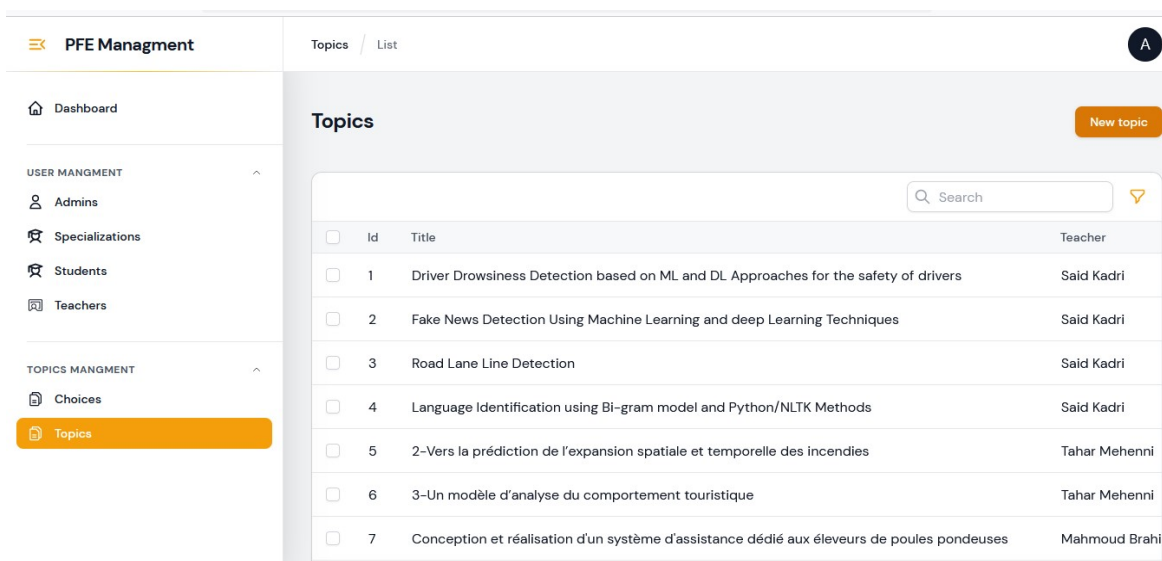 PFE Managment
Topics / List
A
Dashboard
Topics
New topic
USER MANGMENT
Admins
Specializations
Students
Teachers
TOPICS MANGMENT
Choices
Topics
Search
Id Title Teacher
1 Driver Drowsiness Detection based on ML and DL Approaches for the safety of drivers Said Kadri
2 Fake News Detection Using Machine Learning and deep Learning Techniques Said Kadri
3 Road Lane Line Detection Said Kadri
4 Language Identification using Bi-gram model and Python/NLTK Methods Said Kadri
5 2-Vers la prédiction de l'expansion spatiale et temporelle des incendies Tahar Mehenni
6 3-Un modèle d'analyse du comportement touristique Tahar Mehenni
7 Conception et réalisation d'un système d'assistance dédié aux éleveurs de poules pondeuses Mahmoud Brahi